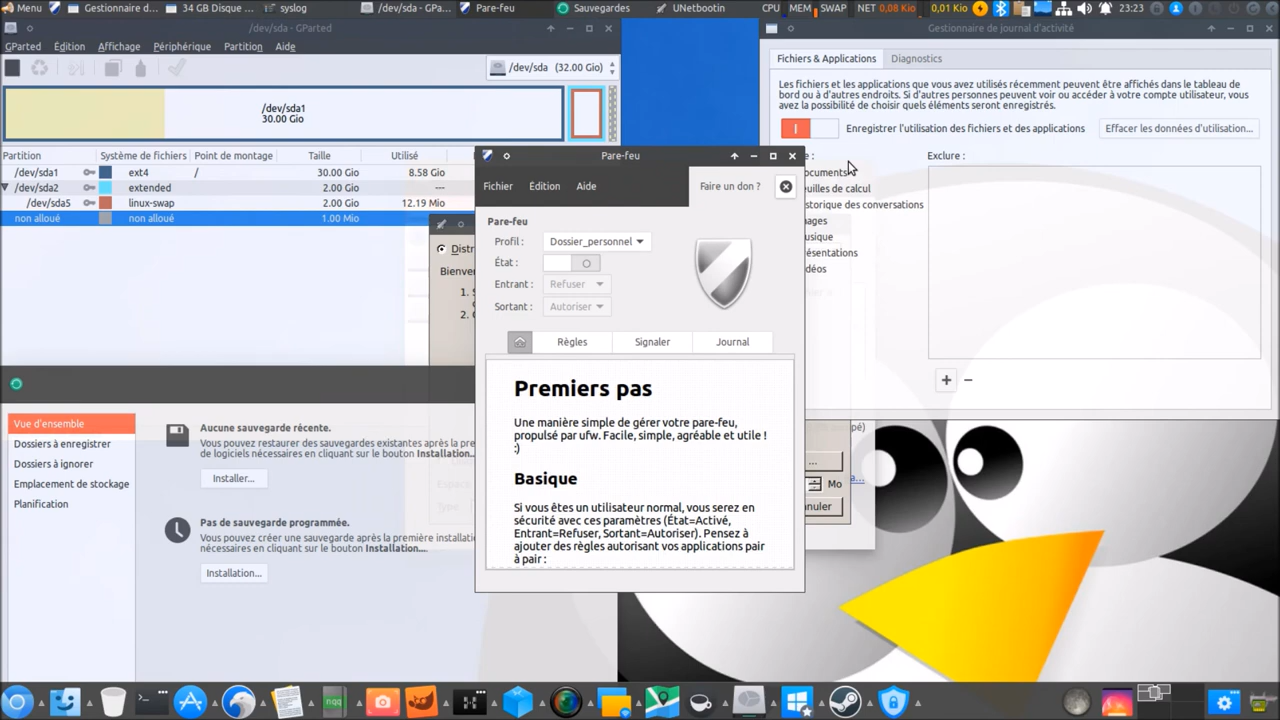 Menu Gestionnaire d... 34 GB Disque ... syslog /dev/sda - GPa... Pare-feu Sauvegardes UNetbootin CPU MEM SWAP NET 0,08 Kio 0,01 Kio 23:23
/dev/sda - GParted
GParted Édition Affichage Périphérique Partition Aide
/dev/sda (32.00 Gio)
/dev/sda1
30.00 Gio
Partition Système de fichiers Point de montage Taille Utilisé
/dev/sda1 ext4 / 30.00 Gio 8.58 Gio
/dev/sda2 extended 2.00 Gio ---
/dev/sda5 linux-swap 2.00 Gio 12.19 Mio
non alloué non alloué 1.00 Mio
Distr
Bienve
1. S
2. C
Gestionnaire de journal d'activité
Fichiers & Applications Diagnostics
Les fichiers et les applications que vous avez utilisés récemment peuvent être affichés dans le tableau de
bord ou à d'autres endroits. Si d'autres personnes peuvent voir ou accéder à votre compte utilisateur, vous
avez la possibilité de choisir quels éléments seront enregistrés.
Enregistrer l'utilisation des fichiers et des applications Effacer les données d'utilisation...
e : Exclure :
ocuments
euilles de calcul
istorique des conversations
mages
usique
résentations
idéos
+ −
Pare-feu
Fichier Édition Aide Faire un don ?
Pare-feu
Profil : Dossier_personnel
État :
Entrant : Refuser
Sortant : Autoriser
Règles Signaler Journal
Premiers pas
Une manière simple de gérer votre pare-feu,
propulsé par ufw. Facile, simple, agréable et utile !
:)
Basique
Si vous êtes un utilisateur normal, vous serez en
sécurité avec ces paramètres (État=Activé,
Entrant=Refuser, Sortant=Autoriser). Pensez à
ajouter des règles autorisant vos applications pair
à pair :
...
Mo
nnuler
Vue d'ensemble
Dossiers à enregistrer
Dossiers à ignorer
Emplacement de stockage
Planification
Aucune sauvegarde récente.
Vous pouvez restaurer des sauvegardes existantes après la pre
de logiciels nécessaires en cliquant sur le bouton Installation...
Installer...
Pas de sauvegarde programmée.
Vous pouvez créer une sauvegarde après la première installati
nécessaires en cliquant sur le bouton Installation...
Installation...
nqq